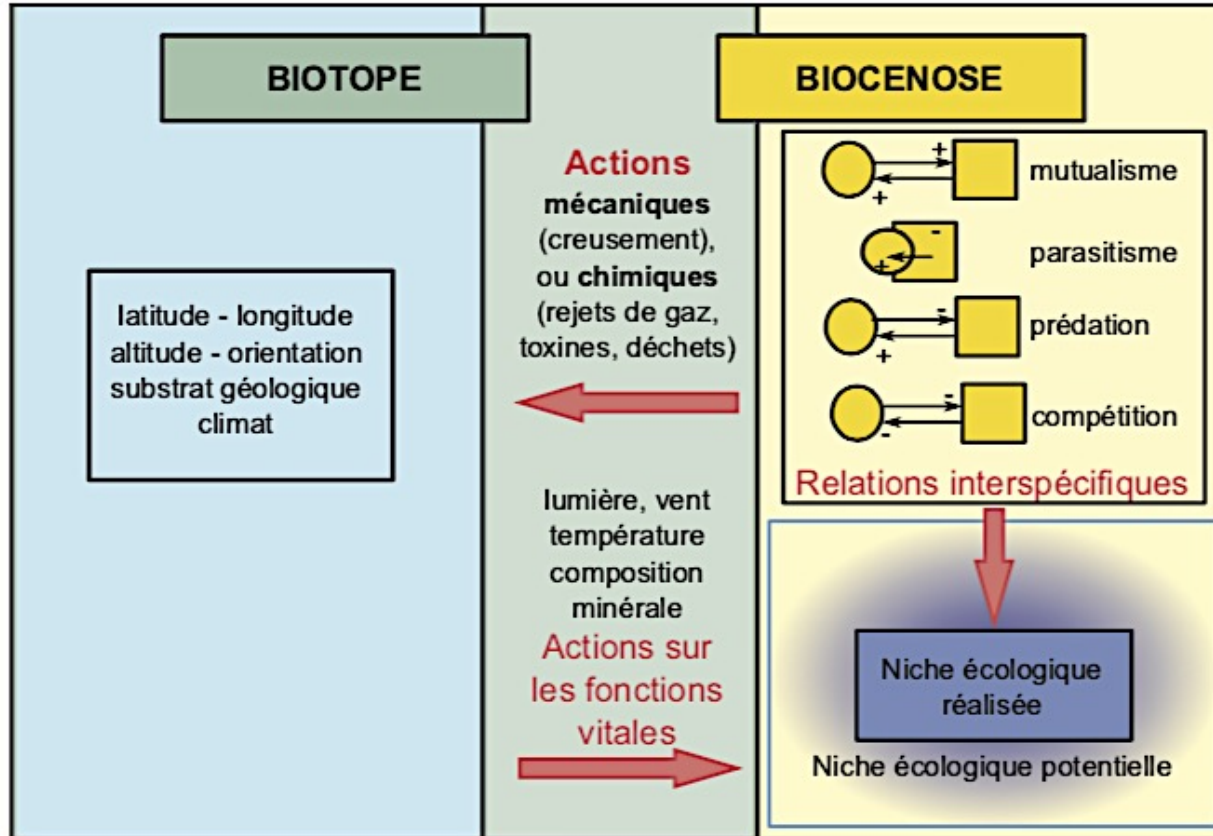 BIOTOPE
latitude - longitude
altitude - orientation
substrat géologique
climat
Actions
mécaniques
(creusement),
ou chimiques
(rejets de gaz,
toxines, déchets)
lumière, vent
température
composition
minérale
Actions sur
les fonctions
vitales
BIOCENOSE
+
+
mutualisme
-
+
parasitisme
-
+
prédation
-
-
compétition
Relations interspécifiques
Niche écologique
réalisée
Niche écologique potentielle